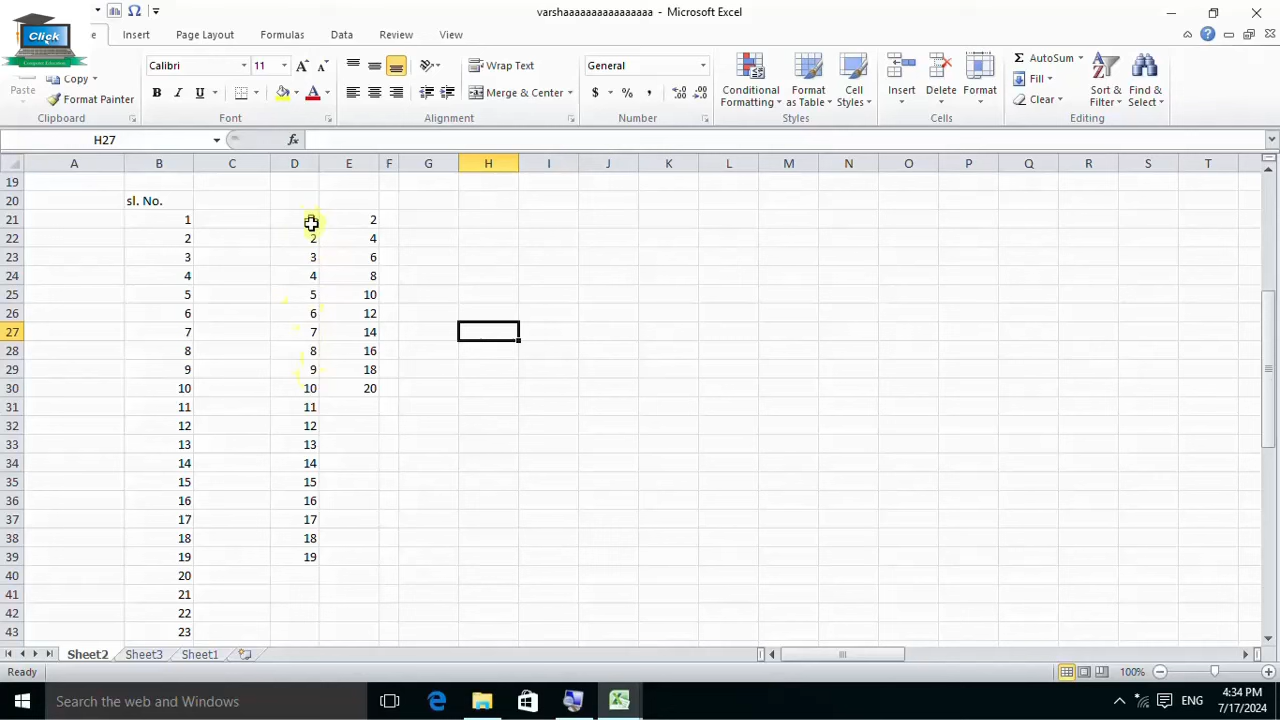 varshaaaaaaaaaaaaaaaa - Microsoft Excel
Click
Computer Education
Insert Page Layout Formulas Data Review View
Calibri 11 Wrap Text General AutoSum
Paste Copy Format Painter Merge & Center $ % , Conditional Formatting Format as Table Cell Styles Insert Delete Format Fill Clear Sort & Filter Find & Select
Clipboard Font Alignment Number Styles Cells Editing
H27 fx
A B C D E F G H I J K L M N O P Q R S T
19
20 sl. No.
21 1 2
22 2 2 4
23 3 3 6
24 4 4 8
25 5 5 10
26 6 6 12
27 7 7 14
28 8 8 16
29 9 9 18
30 10 10 20
31 11 11
32 12 12
33 13 13
34 14 14
35 15 15
36 16 16
37 17 17
38 18 18
39 19 19
40 20
41 21
42 22
43 23
Sheet2 Sheet3 Sheet1
Ready 100%
Search the web and Windows ENG 4:34 PM
7/17/2024